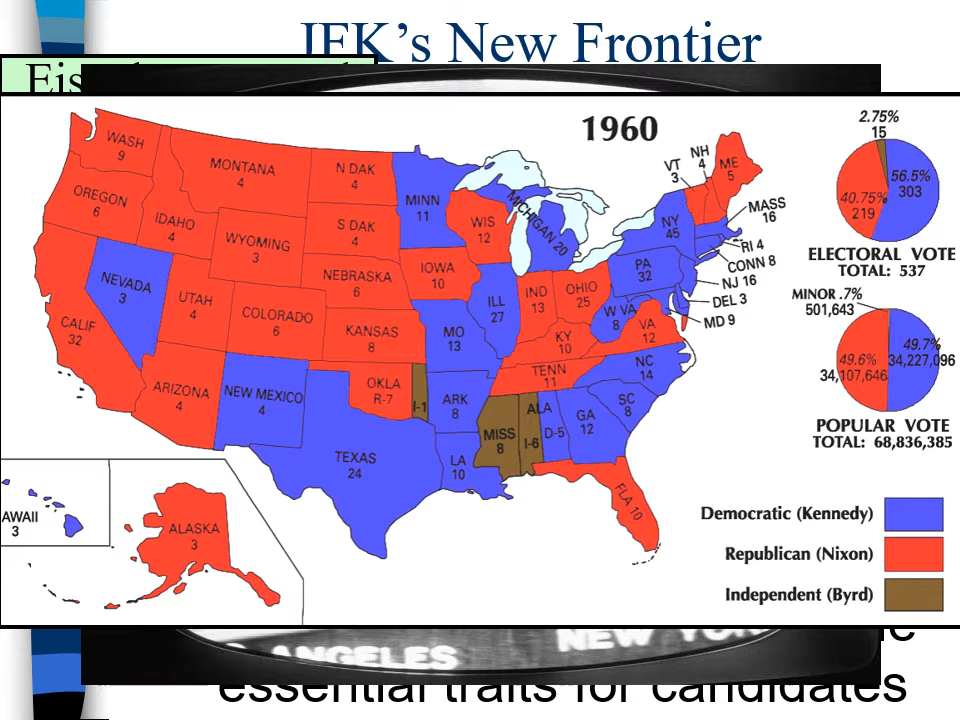 JFK's New Frontier
1960
WASH
9
OREGON
6
CALIF
32
NEVADA
3
IDAHO
4
MONTANA
4
WYOMING
3
UTAH
4
ARIZONA
4
COLORADO
6
NEW MEXICO
4
N DAK
4
S DAK
4
NEBRASKA
6
KANSAS
8
OKLA
R-7
I-1
TEXAS
24
MINN
11
IOWA
10
MO
13
ARK
8
LA
10
WIS
12
ILL
27
MICHIGAN 20
IND
13
OHIO
25
KY
10
TENN
11
MISS
8
ALA
I-6
D-5
GA
12
FLA 10
SC
8
NC
14
VA
12
W VA
8
PA
32
NY
45
VT
3
NH
4
ME
5
MASS
16
RI 4
CONN 8
NJ 16
DEL 3
MD 9
AWAII
3
ALASKA
3
2.75%
15
56.5%
303
40.75%
219
ELECTORAL VOTE
TOTAL: 537
MINOR .7%
501,643
49.7%
34,227,096
49.6%
34,107,646
POPULAR VOTE
TOTAL: 68,836,385
Democratic (Kennedy)
Republican (Nixon)
Independent (Byrd)
ANGELES
NEW YOR
essential traits for candidates